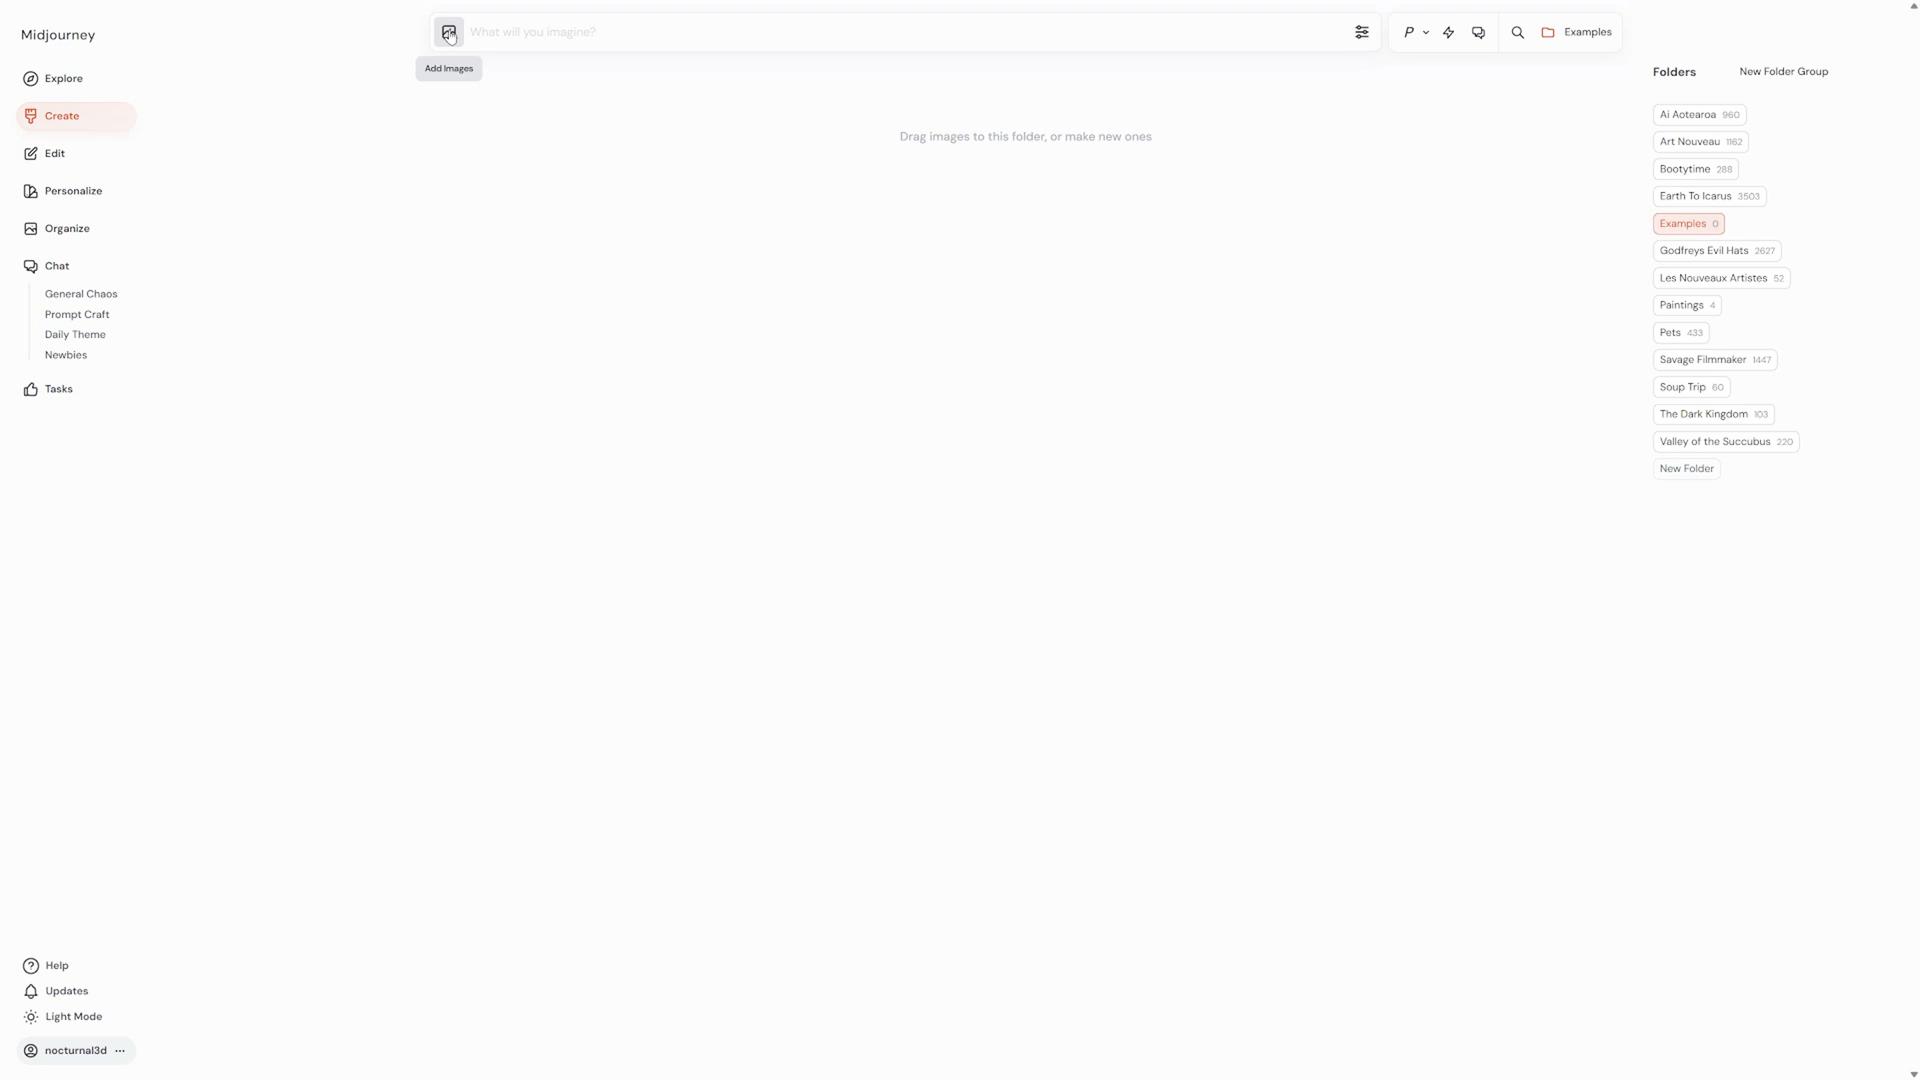 Midjourney
Explore
Create
Edit
Personalize
Organize
Chat
General Chaos
Prompt Craft
Daily Theme
Newbies
Tasks
Help
Updates
Light Mode
nocturnal3d ...
What will you imagine?
Add Images
P
Examples
Drag images to this folder, or make new ones
Folders New Folder Group
Ai Aotearoa 960
Art Nouveau 1162
Bootytime 288
Earth To Icarus 3503
Examples 0
Godfreys Evil Hats 2627
Les Nouveaux Artistes 52
Paintings 4
Pets 433
Savage Filmmaker 1447
Soup Trip 60
The Dark Kingdom 103
Valley of the Succubus 220
New Folder